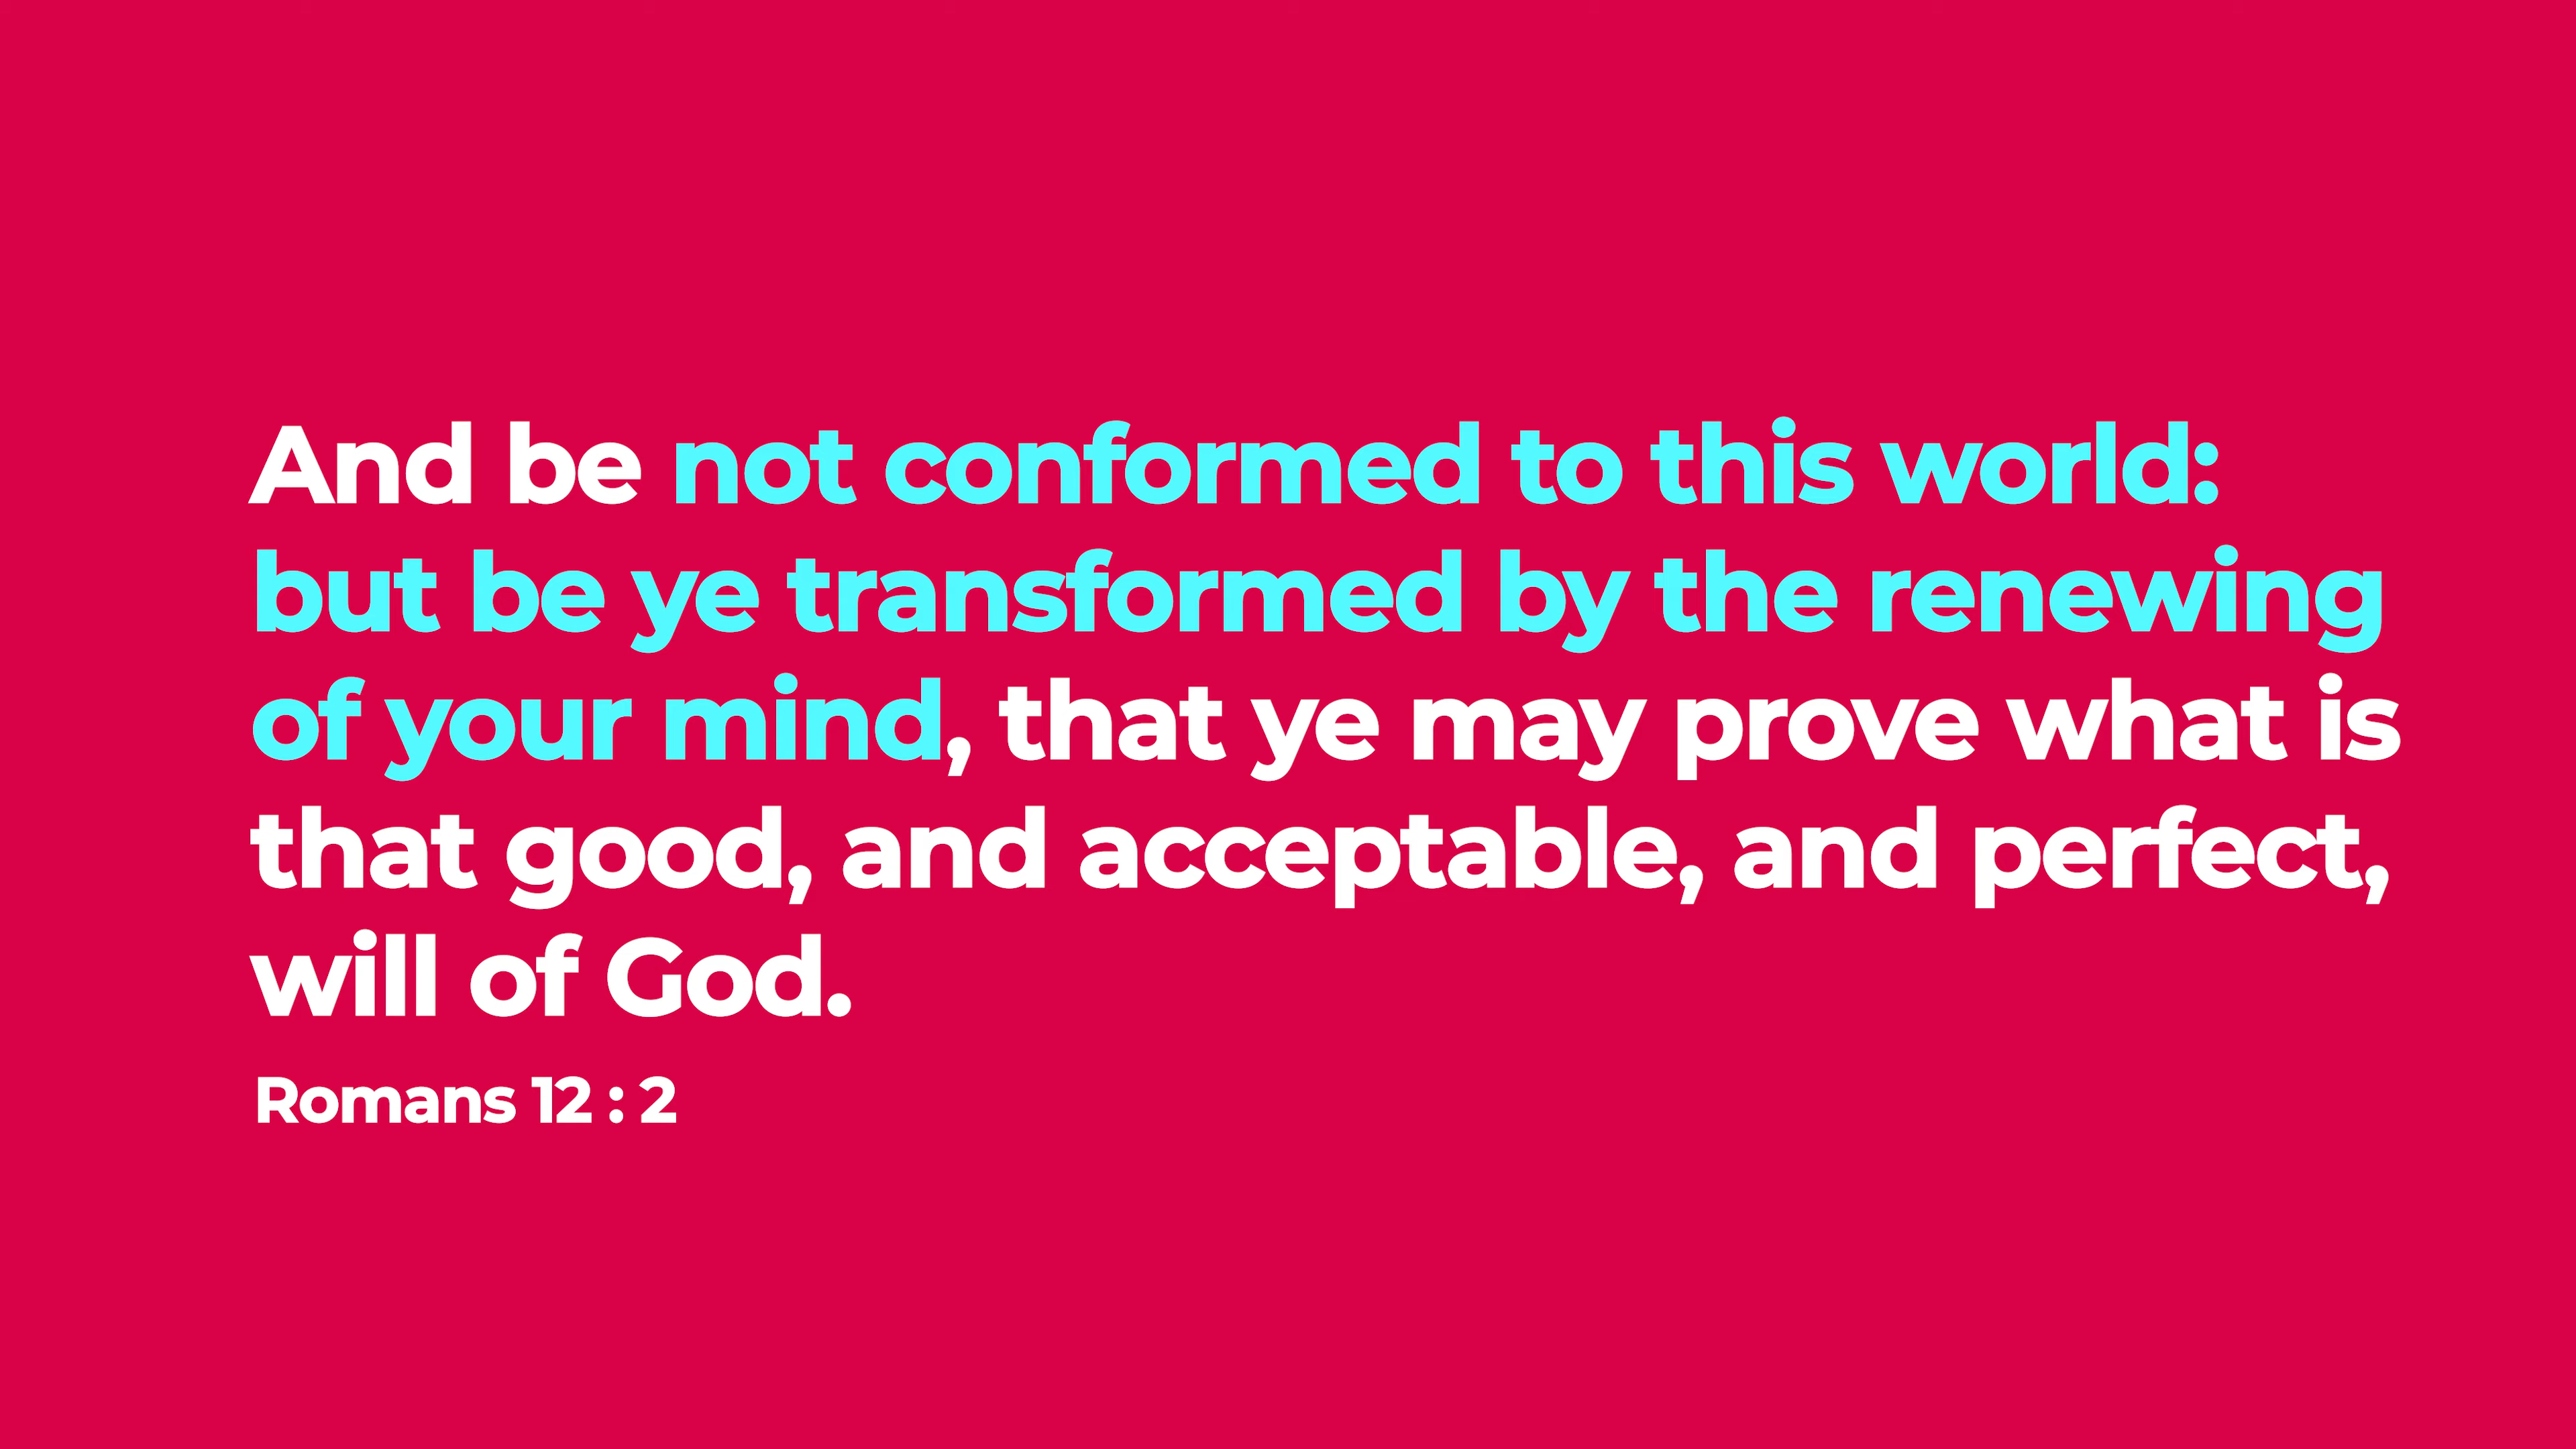 And be not conformed to this world:
but be ye transformed by the renewing
of your mind, that ye may prove what is
that good, and acceptable, and perfect,
will of God.
Romans 12 : 2